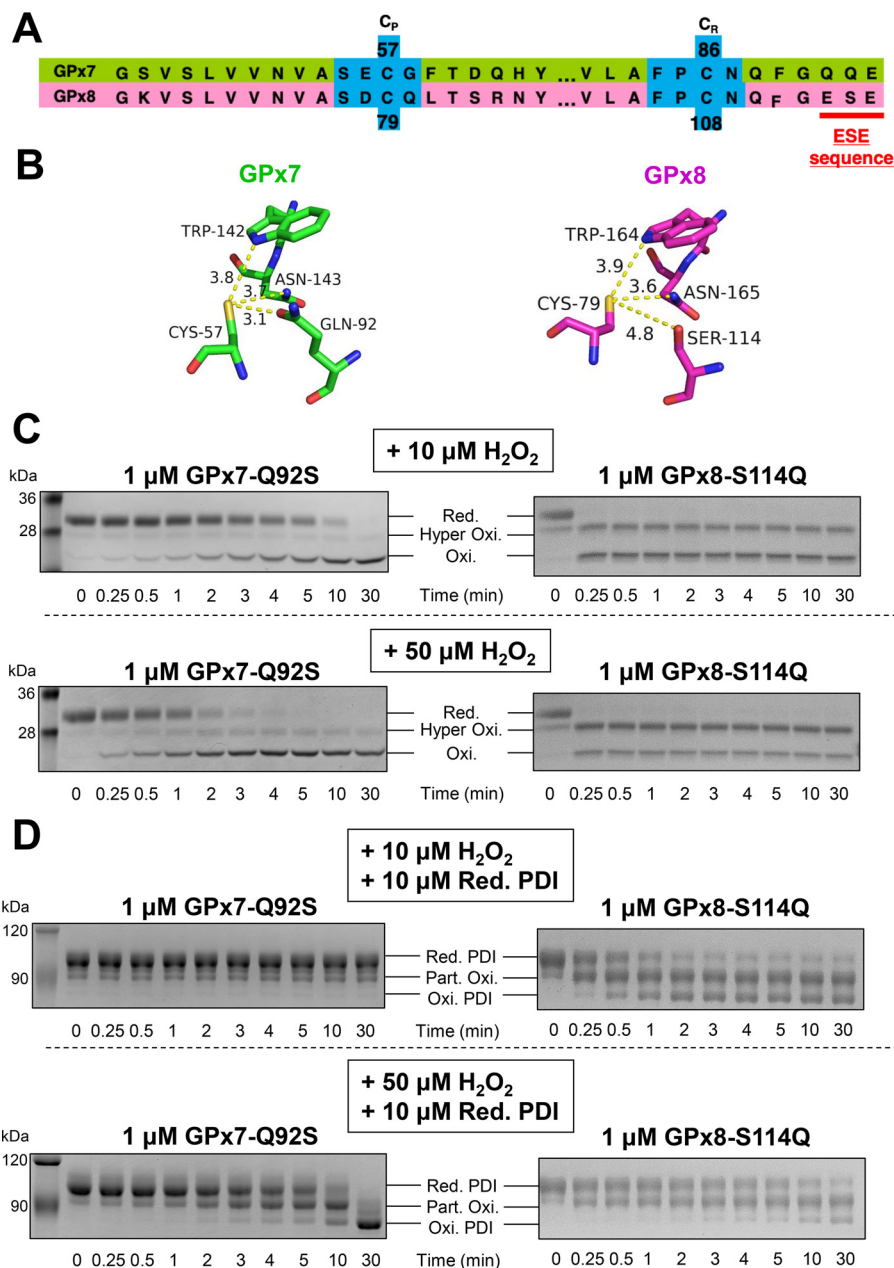 A
C_P C_R
57 86
GPx7 G S V S L V V N V A S E C G F T D Q H Y ... V L A F P C N Q F G Q Q E
GPx8 G K V S L V V N V A S D C Q L T S R N Y ... V L A F P C N Q F G E S E
79 108
ESE
sequence
B
GPx7 GPx8
TRP-142
3.8
3.7
ASN-143
3.1
GLN-92
CYS-57
TRP-164
3.9
3.6
ASN-165
CYS-79
4.8
SER-114
C
+ 10 µM H₂O₂
kDa 1 µM GPx7-Q92S 1 µM GPx8-S114Q
36
28
Red.
Hyper Oxi.
Oxi.
0 0.25 0.5 1 2 3 4 5 10 30 Time (min) 0 0.25 0.5 1 2 3 4 5 10 30
+ 50 µM H₂O₂
kDa 1 µM GPx7-Q92S 1 µM GPx8-S114Q
36
28
Red.
Hyper Oxi.
Oxi.
0 0.25 0.5 1 2 3 4 5 10 30 Time (min) 0 0.25 0.5 1 2 3 4 5 10 30
D
+ 10 µM H₂O₂
+ 10 µM Red. PDI
kDa 1 µM GPx7-Q92S 1 µM GPx8-S114Q
120
90
Red. PDI
Part. Oxi.
Oxi. PDI
0 0.25 0.5 1 2 3 4 5 10 30 Time (min) 0 0.25 0.5 1 2 3 4 5 10 30
+ 50 µM H₂O₂
+ 10 µM Red. PDI
kDa 1 µM GPx7-Q92S 1 µM GPx8-S114Q
120
90
Red. PDI
Part. Oxi.
Oxi. PDI
0 0.25 0.5 1 2 3 4 5 10 30 Time (min) 0 0.25 0.5 1 2 3 4 5 10 30